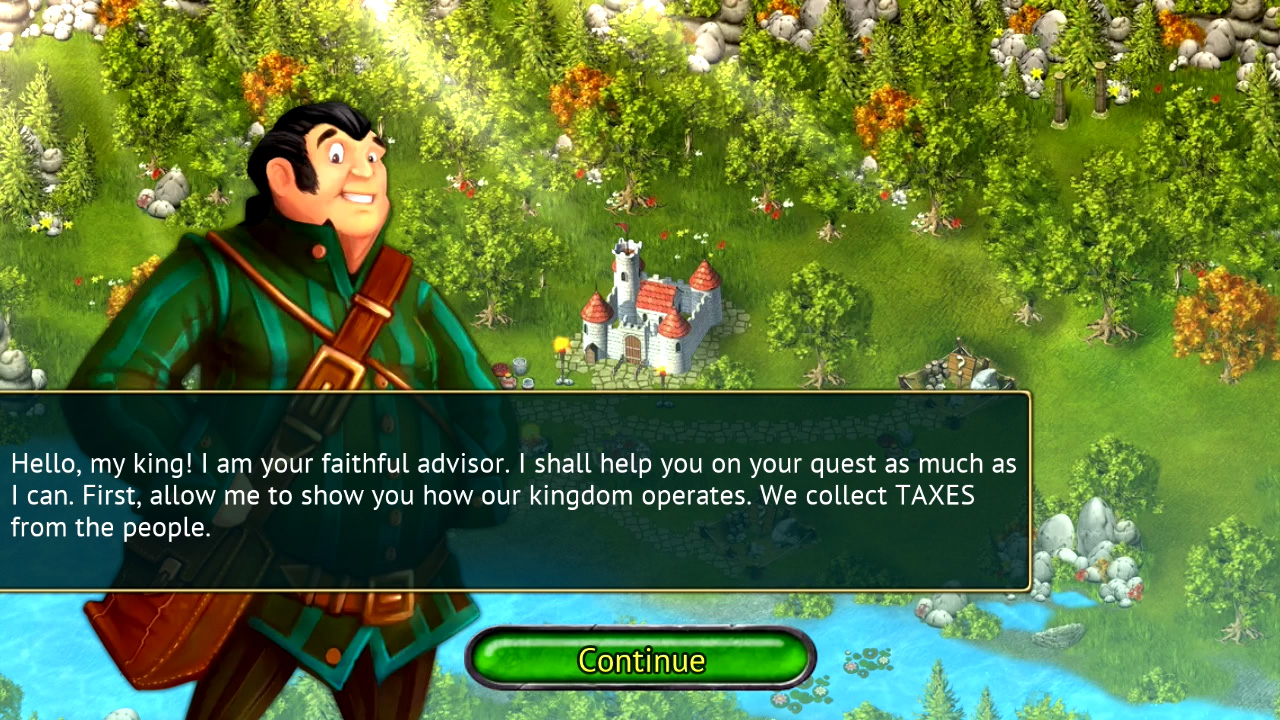 Hello, my king! I am your faithful advisor. I shall help you on your quest as much as
I can. First, allow me to show you how our kingdom operates. We collect TAXES
from the people.
Continue